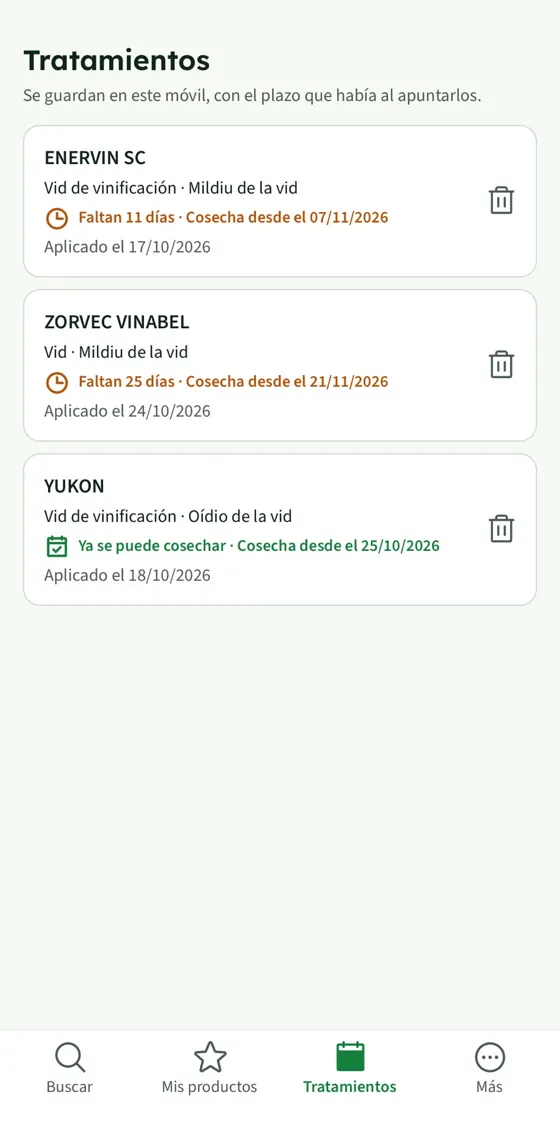 Tratamientos
Se guardan en este móvil, con el plazo que había al apuntarlos.
ENERVIN SC
Vid de vinificación · Mildiu de la vid
Faltan 11 días · Cosecha desde el 07/11/2026
Aplicado el 17/10/2026
ZORVEC VINABEL
Vid · Mildiu de la vid
Faltan 25 días · Cosecha desde el 21/11/2026
Aplicado el 24/10/2026
YUKON
Vid de vinificación · Oídio de la vid
Ya se puede cosechar · Cosecha desde el 25/10/2026
Aplicado el 18/10/2026
Buscar
Mis productos
Tratamientos
Más